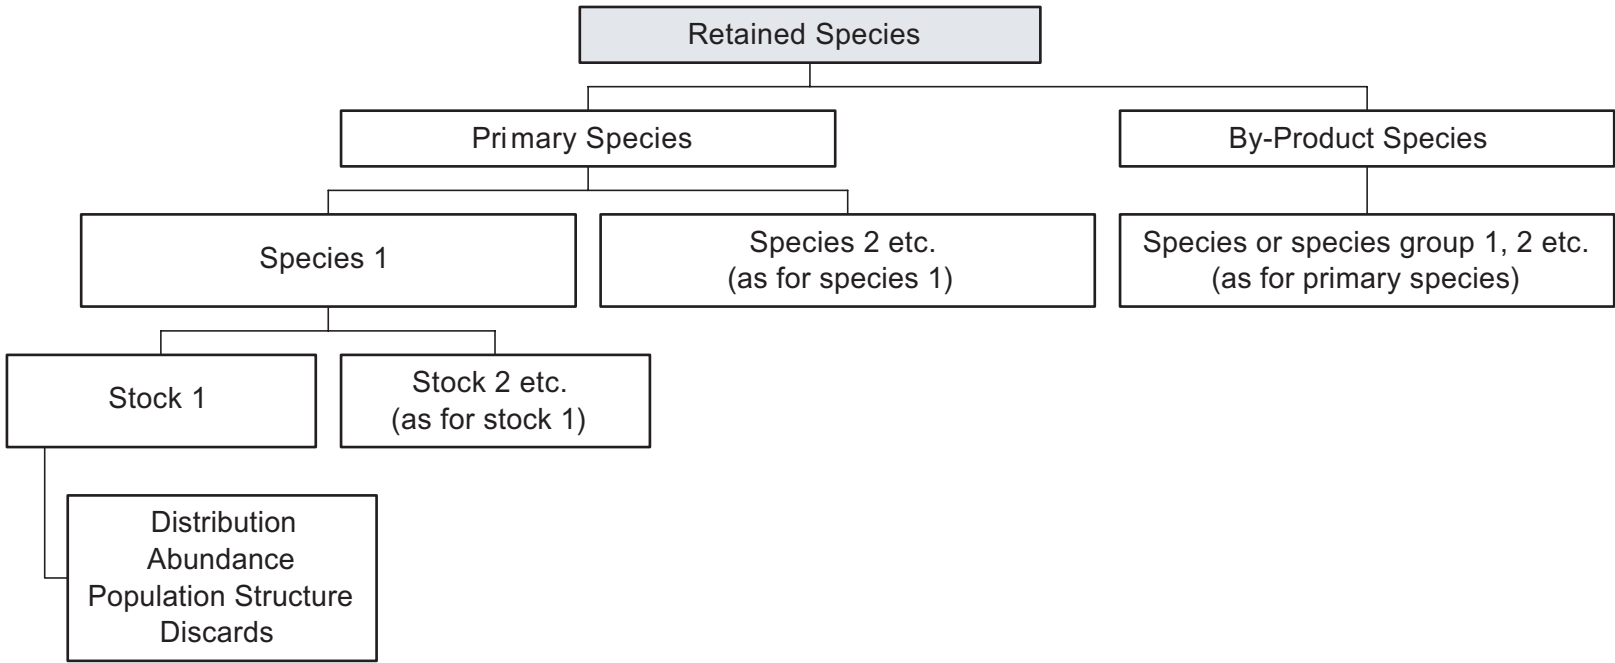 Retained Species
Primary Species
By-Product Species
Species 1
Species 2 etc.
(as for species 1)
Species or species group 1, 2 etc.
(as for primary species)
Stock 1
Stock 2 etc.
(as for stock 1)
Distribution
Abundance
Population Structure
Discards